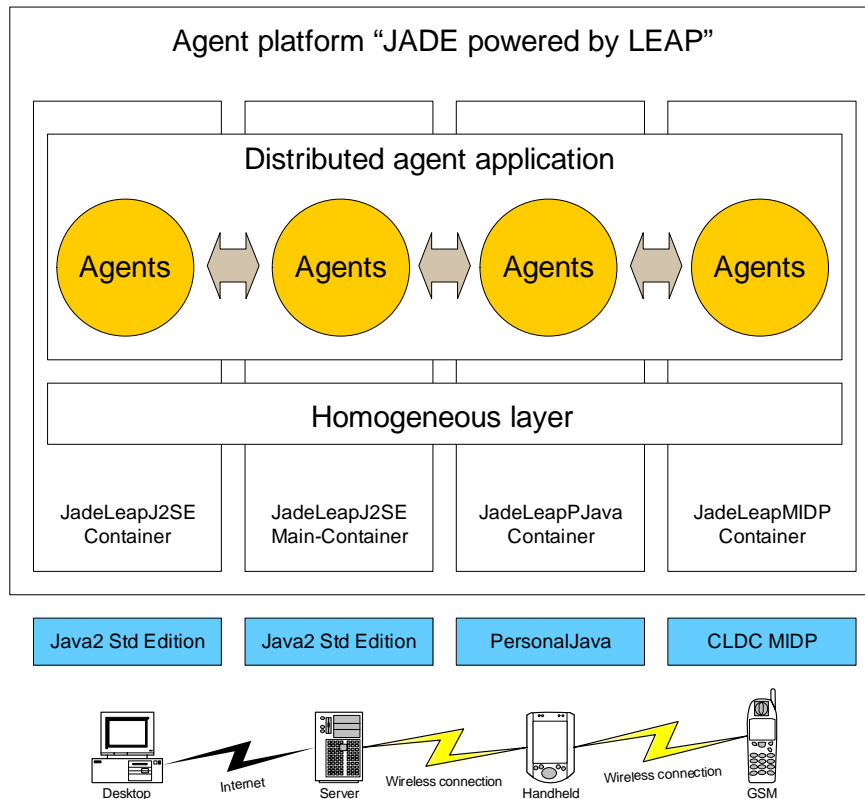 Agent platform “JADE powered by LEAP”
Distributed agent application
Agents
Agents
Agents
Agents
Homogeneous layer
JadeLeapJ2SE
Container
JadeLeapJ2SE
Main-Container
JadeLeapPJava
Container
JadeLeapMIDP
Container
Java2 Std Edition
Java2 Std Edition
PersonalJava
CLDC MIDP
Desktop
Internet
Server
Wireless connection
Handheld
Wireless connection
GSM